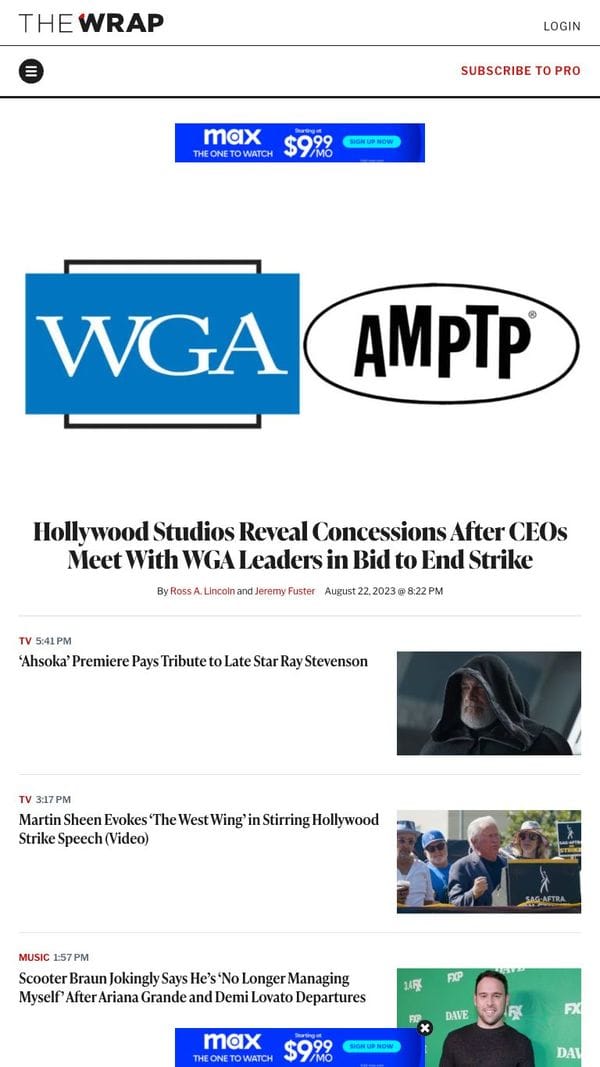 THE WRAP
LOGIN
SUBSCRIBE TO PRO
max
THE ONE TO WATCH
Starting at
$9.99/MO
SIGN UP NOW
WGA
AMPTP®
Hollywood Studios Reveal Concessions After CEOs
Meet With WGA Leaders in Bid to End Strike
By Ross A. Lincoln and Jeremy Fuster August 22, 2023 @ 8:22 PM
TV 5:41 PM
‘Ahsoka’ Premiere Pays Tribute to Late Star Ray Stevenson
TV 3:17 PM
Martin Sheen Evokes ‘The West Wing’ in Stirring Hollywood
Strike Speech (Video)
SAG-AFTRA
STRIKE
SAG-AFTRA
MUSIC 1:57 PM
Scooter Braun Jokingly Says He’s ‘No Longer Managing
Myself’ After Ariana Grande and Demi Lovato Departures
FXP
DAVE
FX
FX
FXP
DAV
max
THE ONE TO WATCH
Starting at
$9.99/MO
SIGN UP NOW